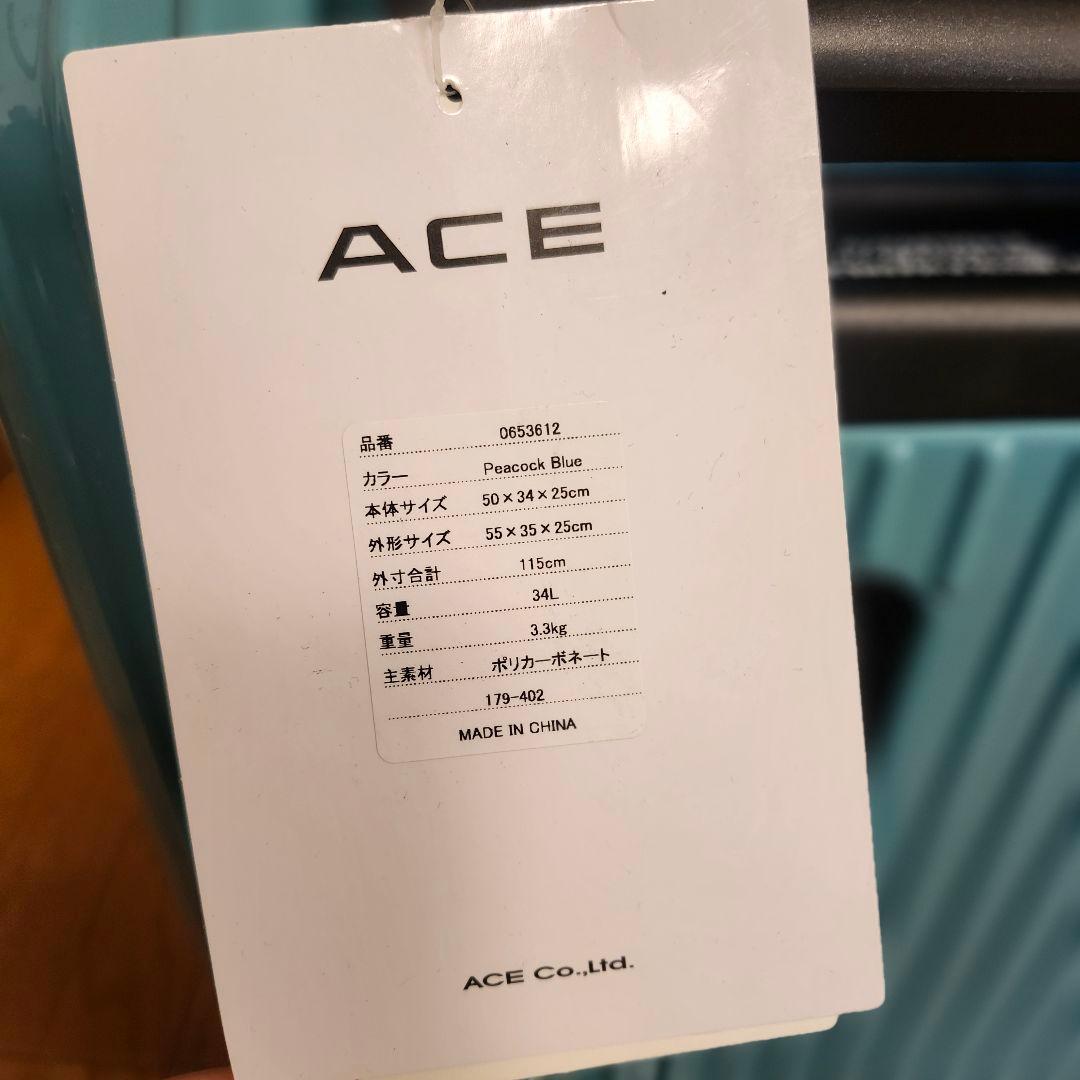 ACE
品番 0653612
カラー Peacock Blue
本体サイズ 50×34×25cm
外形サイズ 55×35×25cm
外寸合計 115cm
容量 34L
重量 3.3kg
主素材 ポリカーボネート
179-402
MADE IN CHINA
ACE Co.,Ltd.